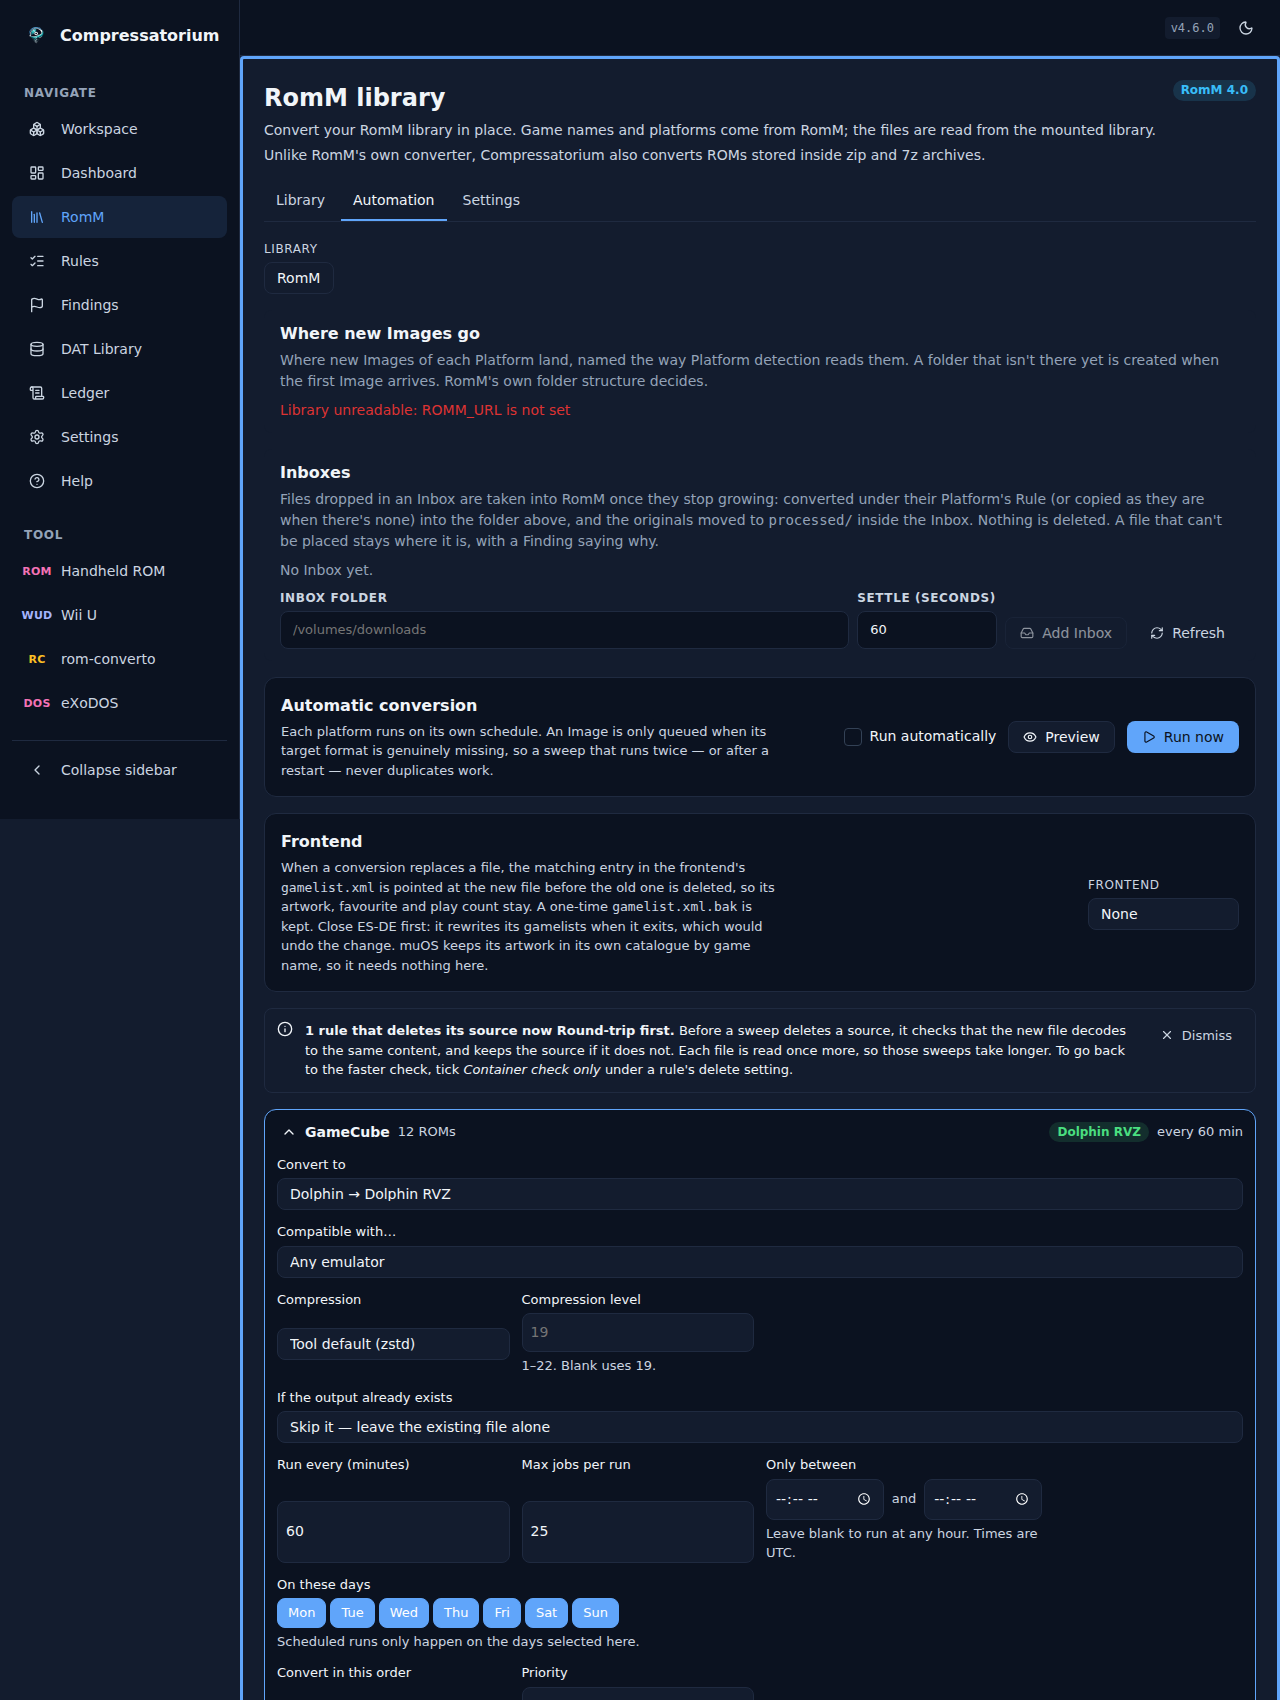 Compressatorium
v4.6.0
NAVIGATE
Workspace
Dashboard
RomM
Rules
Findings
DAT Library
Ledger
Settings
Help
TOOL
ROM Handheld ROM
WUD Wii U
RC rom-converto
DOS eXoDOS
Collapse sidebar
RomM library
RomM 4.0
Convert your RomM library in place. Game names and platforms come from RomM; the files are read from the mounted library.
Unlike RomM's own converter, Compressatorium also converts ROMs stored inside zip and 7z archives.
Library Automation Settings
LIBRARY
RomM
Where new Images go
Where new Images of each Platform land, named the way Platform detection reads them. A folder that isn't there yet is created when
the first Image arrives. RomM's own folder structure decides.
Library unreadable: ROMM_URL is not set
Inboxes
Files dropped in an Inbox are taken into RomM once they stop growing: converted under their Platform's Rule (or copied as they are
when there's none) into the folder above, and the originals moved to processed/ inside the Inbox. Nothing is deleted. A file that can't
be placed stays where it is, with a Finding saying why.
No Inbox yet.
INBOX FOLDER SETTLE (SECONDS)
/volumes/downloads 60 Add Inbox Refresh
Automatic conversion
Each platform runs on its own schedule. An Image is only queued when its
target format is genuinely missing, so a sweep that runs twice — or after a
restart — never duplicates work.
Run automatically Preview Run now
Frontend
When a conversion replaces a file, the matching entry in the frontend's
gamelist.xml is pointed at the new file before the old one is deleted, so its
artwork, favourite and play count stay. A one-time gamelist.xml.bak is
kept. Close ES-DE first: it rewrites its gamelists when it exits, which would
undo the change. muOS keeps its artwork in its own catalogue by game
name, so it needs nothing here.
FRONTEND
None
1 rule that deletes its source now Round-trip first. Before a sweep deletes a source, it checks that the new file decodes
to the same content, and keeps the source if it does not. Each file is read once more, so those sweeps take longer. To go back
to the faster check, tick Container check only under a rule's delete setting.
Dismiss
GameCube 12 ROMs Dolphin RVZ every 60 min
Convert to
Dolphin → Dolphin RVZ
Compatible with…
Any emulator
Compression Compression level
Tool default (zstd) 19
1–22. Blank uses 19.
If the output already exists
Skip it — leave the existing file alone
Run every (minutes) Max jobs per run Only between
60 25 --:-- -- and --:-- --
Leave blank to run at any hour. Times are
UTC.
On these days
Mon Tue Wed Thu Fri Sat Sun
Scheduled runs only happen on the days selected here.
Convert in this order Priority